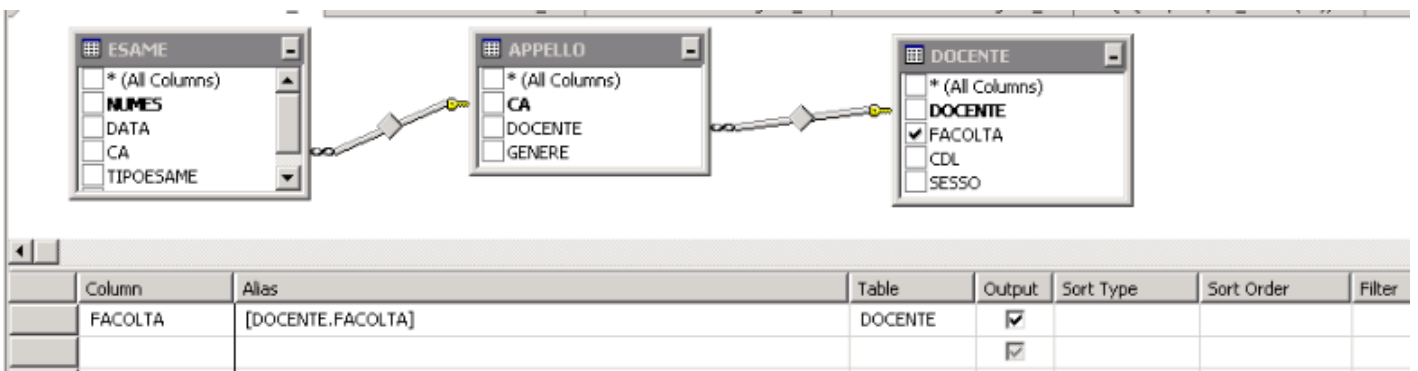 ESAME
* (All Columns)
NUMES
DATA
CA
TIPOESAME
APPELLO
* (All Columns)
CA
DOCENTE
GENERE
DOCENTE
* (All Columns)
DOCENTE
FACOLTA
CDL
SESSO
Column Alias Table Output Sort Type Sort Order Filter
FACOLTA [DOCENTE.FACOLTA] DOCENTE